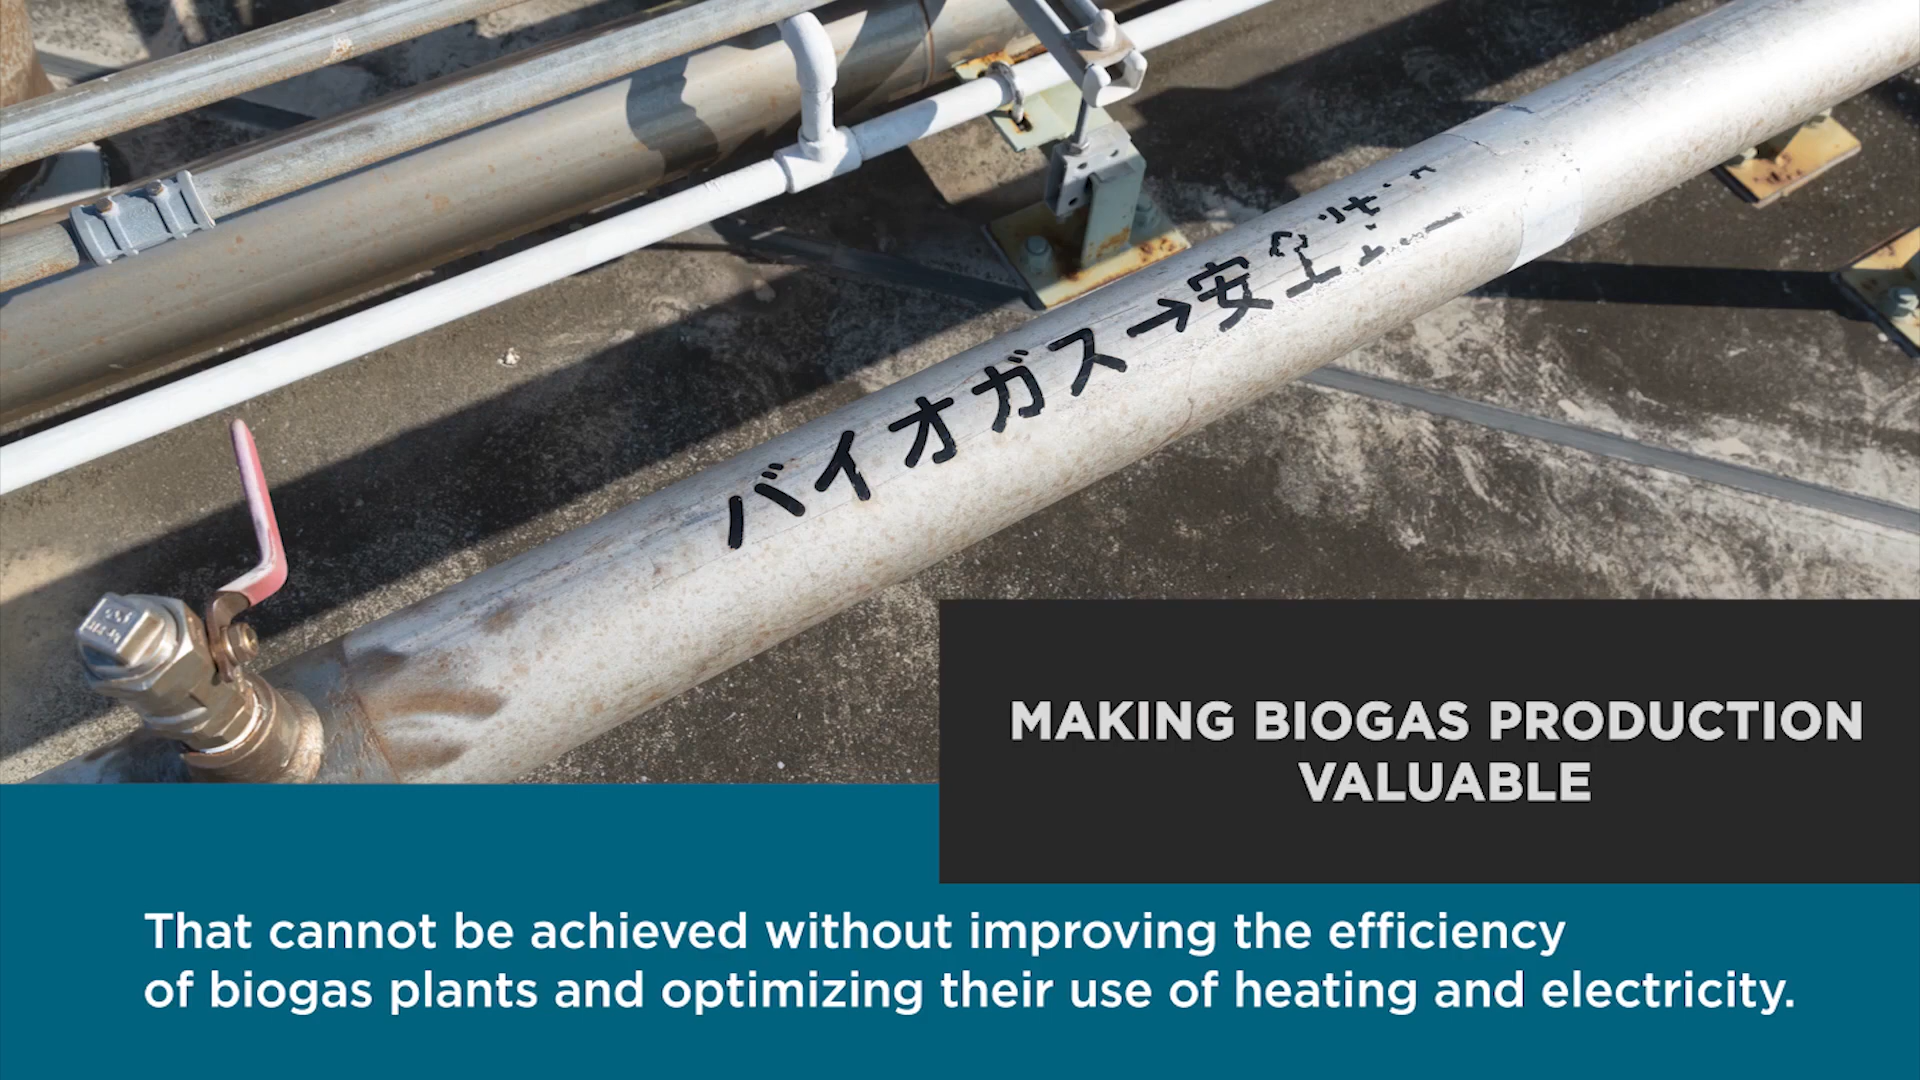 バイオガス→安全
MAKING BIOGAS PRODUCTION
VALUABLE
That cannot be achieved without improving the efficiency
of biogas plants and optimizing their use of heating and electricity.